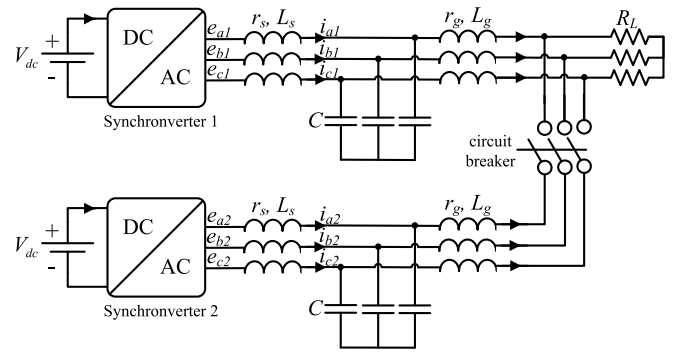 V_dc
+
-
DC
AC
Synchronverter 1
e_a1
e_b1
e_c1
r_s, L_s
i_a1
i_b1
i_c1
C
r_g, L_g
R_L
circuit
breaker
V_dc
+
-
DC
AC
Synchronverter 2
e_a2
e_b2
e_c2
r_s, L_s
i_a2
i_b2
i_c2
C
r_g, L_g